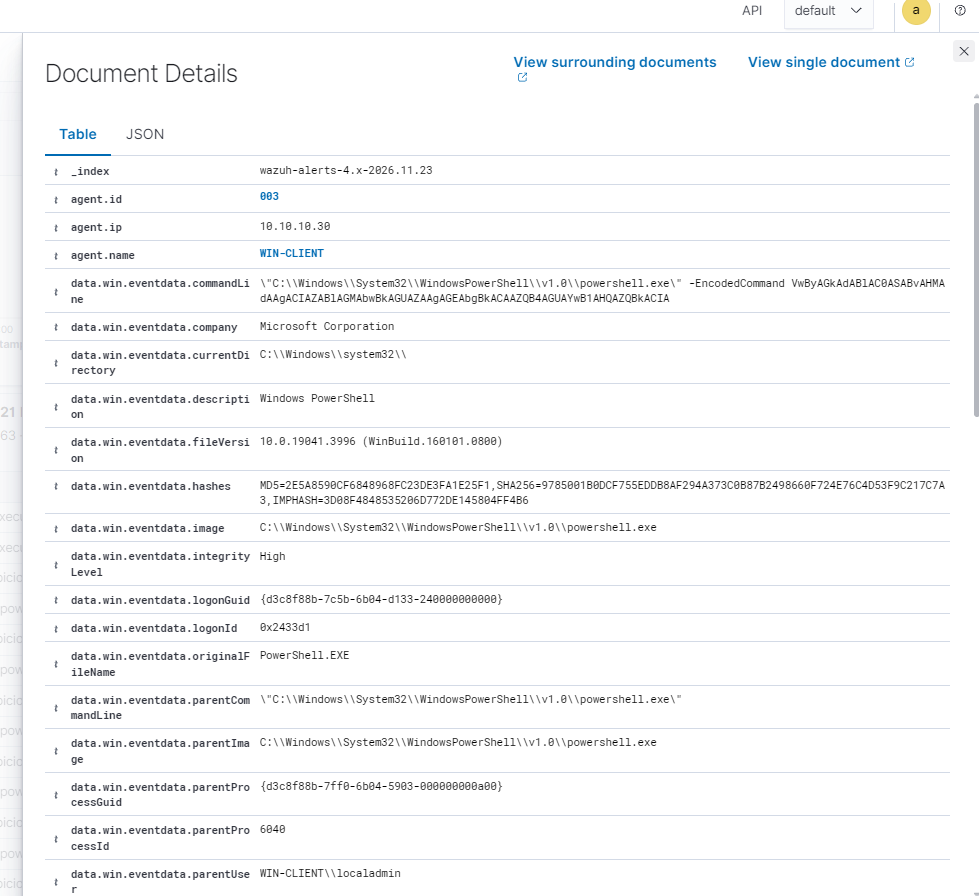 API
default
a
Document Details
View surrounding documents
View single document
Table
JSON
t _index wazuh-alerts-4.x-2026.11.23
t agent.id 003
t agent.ip 10.10.10.30
t agent.name WIN-CLIENT
t data.win.eventdata.commandLi \"C:\\Windows\\System32\\WindowsPowerShell\\v1.0\\powershell.exe\" -EncodedCommand VwByAGkAdABlAC0ASABvAHMA
ne dAAgACIAZABlAGMAbwBkAGUAZAAgAGEAbgBkACAAZQB4AGUAYwB1AHQAZQBkACIA
t data.win.eventdata.company Microsoft Corporation
t data.win.eventdata.currentDi C:\\Windows\\system32\\
rectory
t data.win.eventdata.descripti Windows PowerShell
on
t data.win.eventdata.fileVersi 10.0.19041.3996 (WinBuild.160101.0800)
on
t data.win.eventdata.hashes MD5=2E5A8590CF6848968FC23DE3FA1E25F1,SHA256=9785001B0DCF755EDDB8AF294A373C0B87B2498660F724E76C4D53F9C217C7A
3,IMPHASH=3D08F4848535206D772DE145804FF4B6
t data.win.eventdata.image C:\\Windows\\System32\\WindowsPowerShell\\v1.0\\powershell.exe
t data.win.eventdata.integrity High
Level
t data.win.eventdata.logonGuid {d3c8f88b-7c5b-6b04-d133-240000000000}
t data.win.eventdata.logonId 0x2433d1
t data.win.eventdata.originalF PowerShell.EXE
ileName
t data.win.eventdata.parentCom \"C:\\Windows\\System32\\WindowsPowerShell\\v1.0\\powershell.exe\"
mandLine
t data.win.eventdata.parentIma C:\\Windows\\System32\\WindowsPowerShell\\v1.0\\powershell.exe
ge
t data.win.eventdata.parentPro {d3c8f88b-7ff0-6b04-5903-000000000a00}
cessGuid
t data.win.eventdata.parentPro 6040
cessId
t data.win.eventdata.parentUse WIN-CLIENT\\localadmin
r